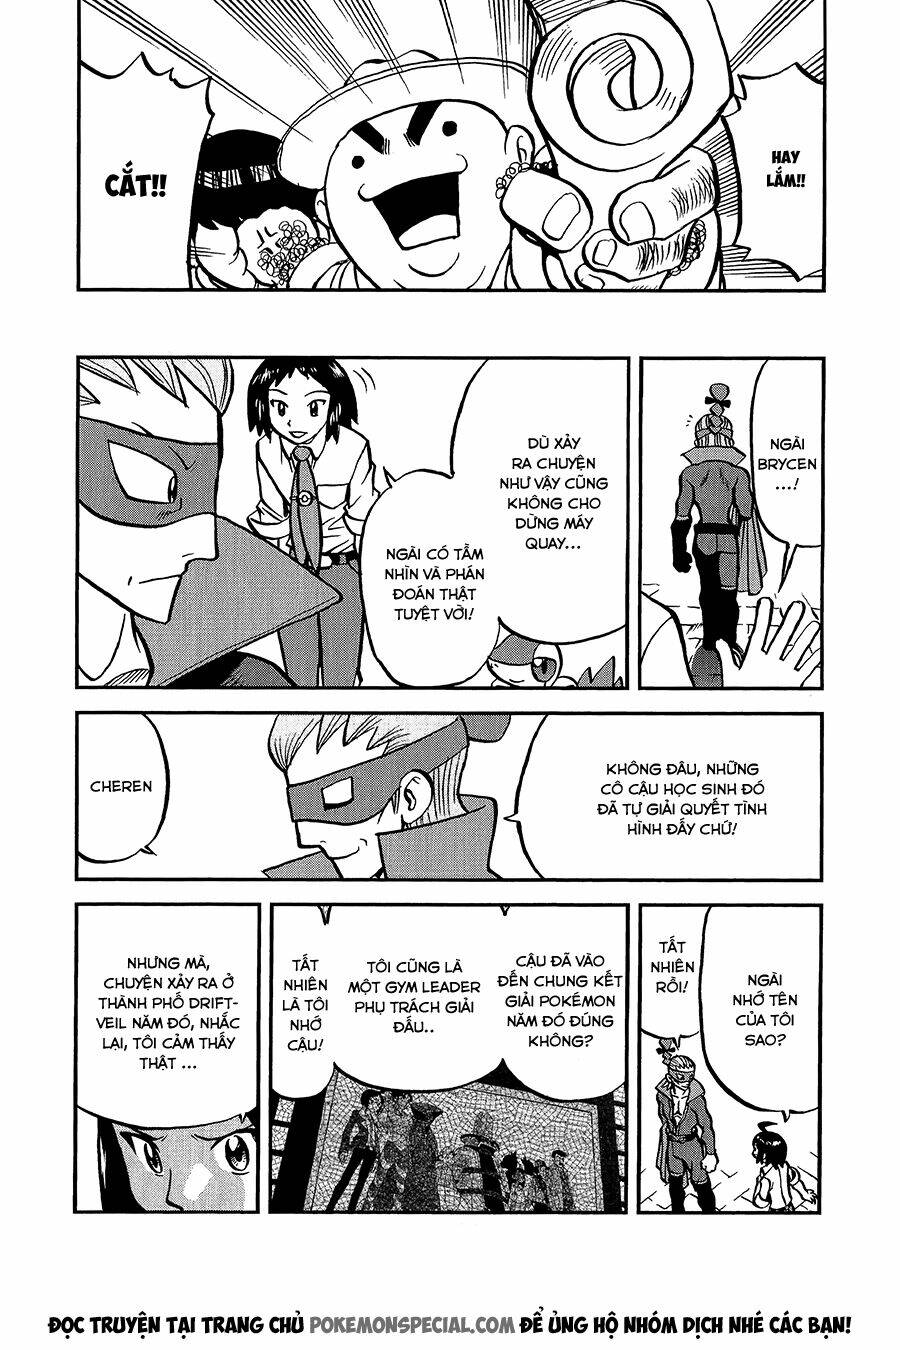 HAY
LẮM!!
CẮT!!
NGÀI
BRYCEN
...!
DÙ XẢY
RA CHUYỆN
NHƯ VẬY CŨNG
KHÔNG CHO
DỪNG MÁY
QUAY...
NGÀI CÓ TẦM
NHÌN VÀ PHÁN
ĐOÁN THẬT
TUYỆT VỜI!
KHÔNG ĐÂU, NHỮNG
CÔ CẬU HỌC SINH ĐÓ
ĐÃ TỰ GIẢI QUYẾT TÌNH
HÌNH ĐẤY CHỨ!
CHEREN
NGÀI
NHỚ TÊN
CỦA TÔI
SAO?
TẤT
NHIÊN
RỒI!
CẬU ĐÃ VÀO
ĐẾN CHUNG KẾT
GIẢI POKÉMON
NĂM ĐÓ ĐÚNG
KHÔNG?
TÔI CŨNG LÀ
MỘT GYM LEADER
PHỤ TRÁCH GIẢI
ĐẤU..
TẤT
NHIÊN
LÀ TÔI
NHỚ
CẬU!
NHƯNG MÀ,
CHUYỆN XẢY RA Ở
THÀNH PHỐ DRIFT-
VEIL NĂM ĐÓ, NHẮC
LẠI, TÔI CẢM THẤY
THẬT ...
ĐỌC TRUYỆN TẠI TRANG CHỦ POKEMONSPECIAL.COM ĐỂ ỦNG HỘ NHÓM DỊCH NHÉ CÁC BẠN!